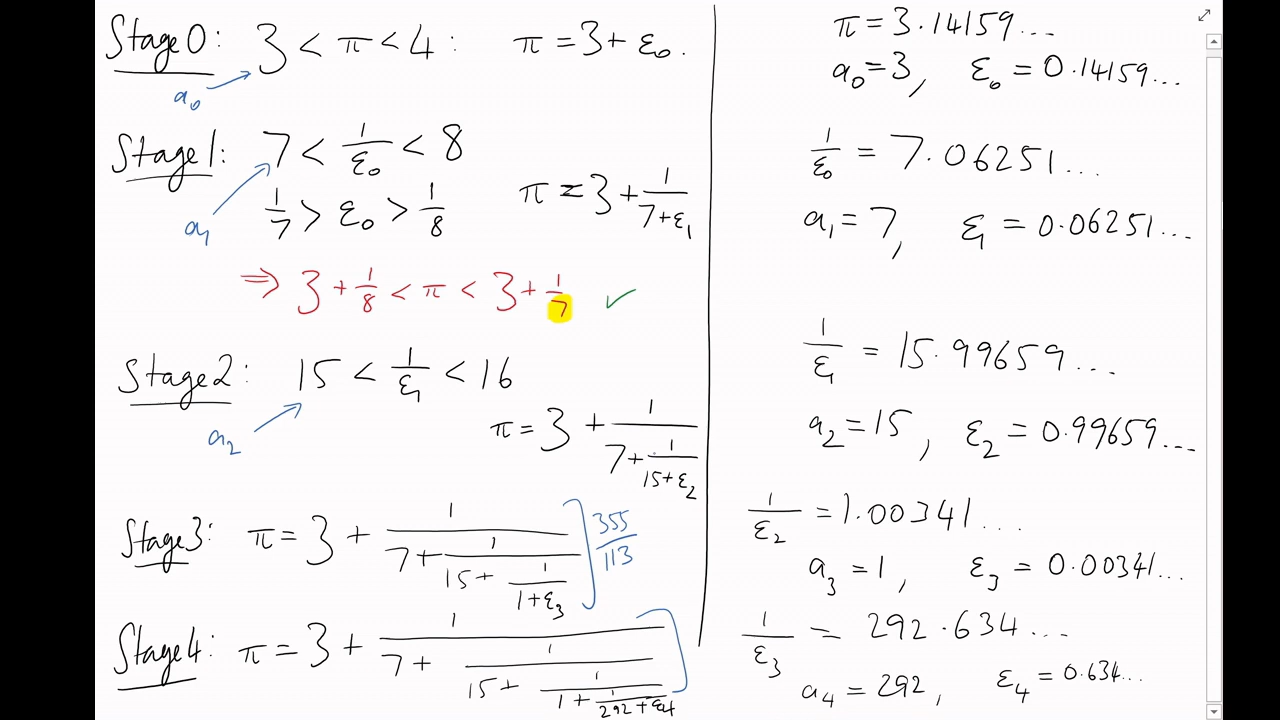 Stage 0: 3 < π < 4 : π = 3 + ε₀.
a₀
Stage 1: 7 < 1/ε₀ < 8
a₁
1/7 > ε₀ > 1/8
π = 3 + 1/(7+ε₁)
⇒ 3 + 1/8 < π < 3 + 1/7 ✓
Stage 2: 15 < 1/ε₁ < 16
a₂
π = 3 + 1/(7 + 1/(15+ε₂))
Stage 3: π = 3 + 1/(7 + 1/(15 + 1/(1+ε₃))) ] 355/113
Stage 4: π = 3 + 1/(7 + 1/(15 + 1/(1 + 1/(292+ε₄)))) ]
π = 3.14159...
a₀ = 3, ε₀ = 0.14159...
1/ε₀ = 7.06251...
a₁ = 7, ε₁ = 0.06251...
1/ε₁ = 15.99659...
a₂ = 15, ε₂ = 0.99659...
1/ε₂ = 1.00341...
a₃ = 1, ε₃ = 0.00341...
1/ε₃ = 292.634...
a₄ = 292, ε₄ = 0.634...